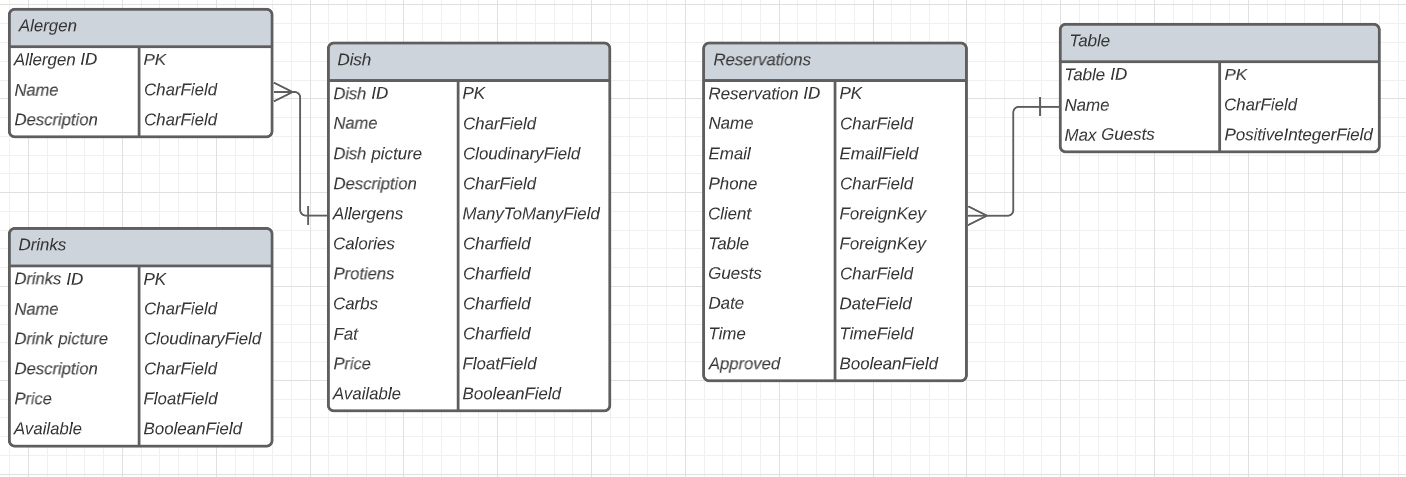 Alergen
Allergen ID PK
Name CharField
Description CharField
Drinks
Drinks ID PK
Name CharField
Drink picture CloudinaryField
Description CharField
Price FloatField
Available BooleanField
Dish
Dish ID PK
Name CharField
Dish picture CloudinaryField
Description CharField
Allergens ManyToManyField
Calories Charfield
Protiens Charfield
Carbs Charfield
Fat Charfield
Price FloatField
Available BooleanField
Reservations
Reservation ID PK
Name CharField
Email EmailField
Phone CharField
Client ForeignKey
Table ForeignKey
Guests CharField
Date DateField
Time TimeField
Approved BooleanField
Table
Table ID PK
Name CharField
Max Guests PositiveIntegerField